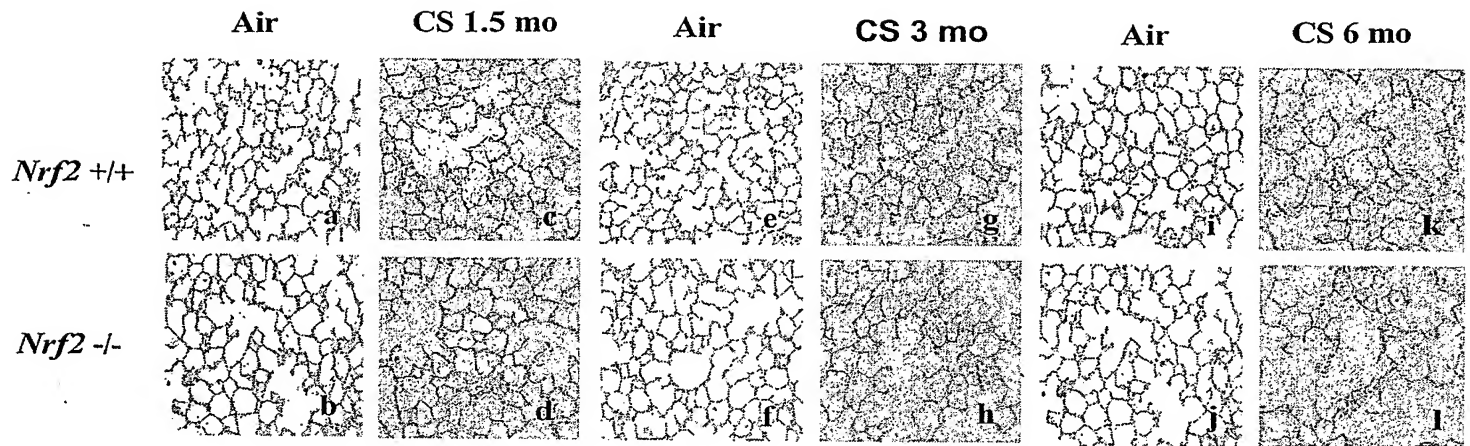 Air CS 1.5 mo Air CS 3 mo Air CS 6 mo
Nrf2 +/+
a c e g i k
Nrf2 -/-
b d f h j l